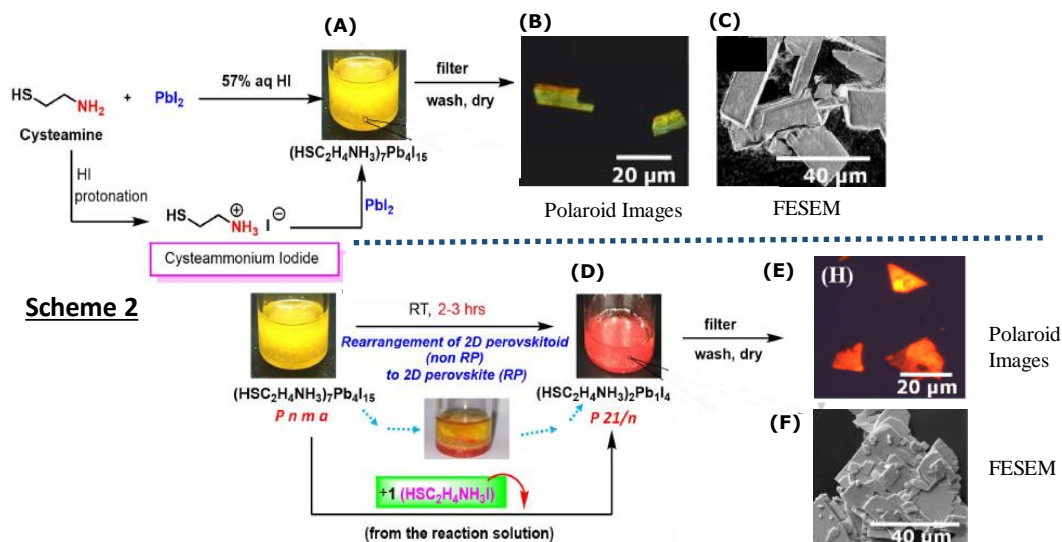 (A)
(B)
(C)
HS
NH2
+
PbI2
57% aq HI
Cysteamine
filter
wash, dry
(HSC2H4NH3)7Pb4I15
20 µm
40 µm
Polaroid Images
FESEM
HI
protonation
HS
⊕
NH3 I ⊖
PbI2
Cysteammonium Iodide
Scheme 2
(D)
(E)
(H)
RT, 2-3 hrs
Rearrangement of 2D perovskitoid
(non RP)
to 2D perovskite (RP)
filter
wash, dry
20 µm
Polaroid
Images
(HSC2H4NH3)7Pb4I15
P n m a
(HSC2H4NH3)2Pb1I4
P 21/n
(F)
FESEM
40 µm
+1 (HSC2H4NH3I)
(from the reaction solution)